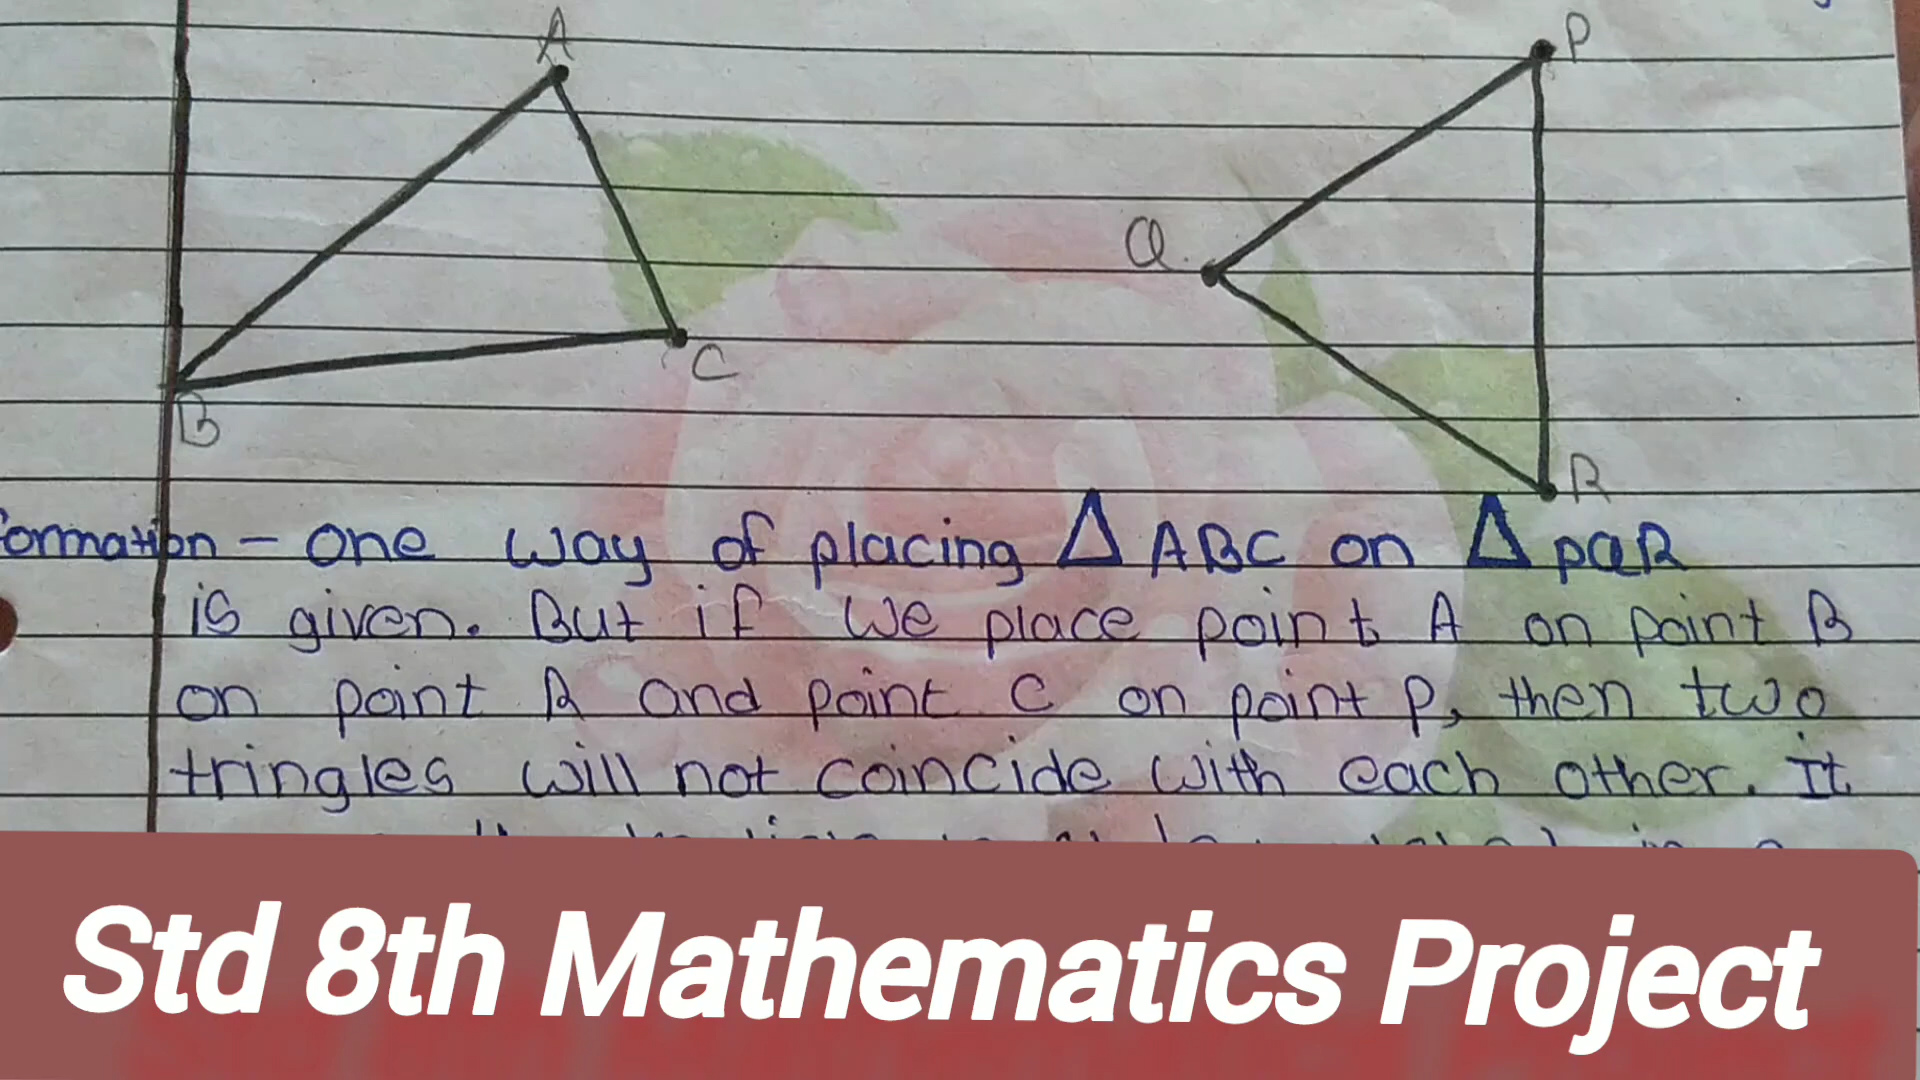 A
P
Q
C
B
R
formation - one way of placing Δ ABC on Δ PQR
is given. But if we place point A on point B
on point R and point C on point P, then two
tringles will not coincide with each other. It
Std 8th Mathematics Project